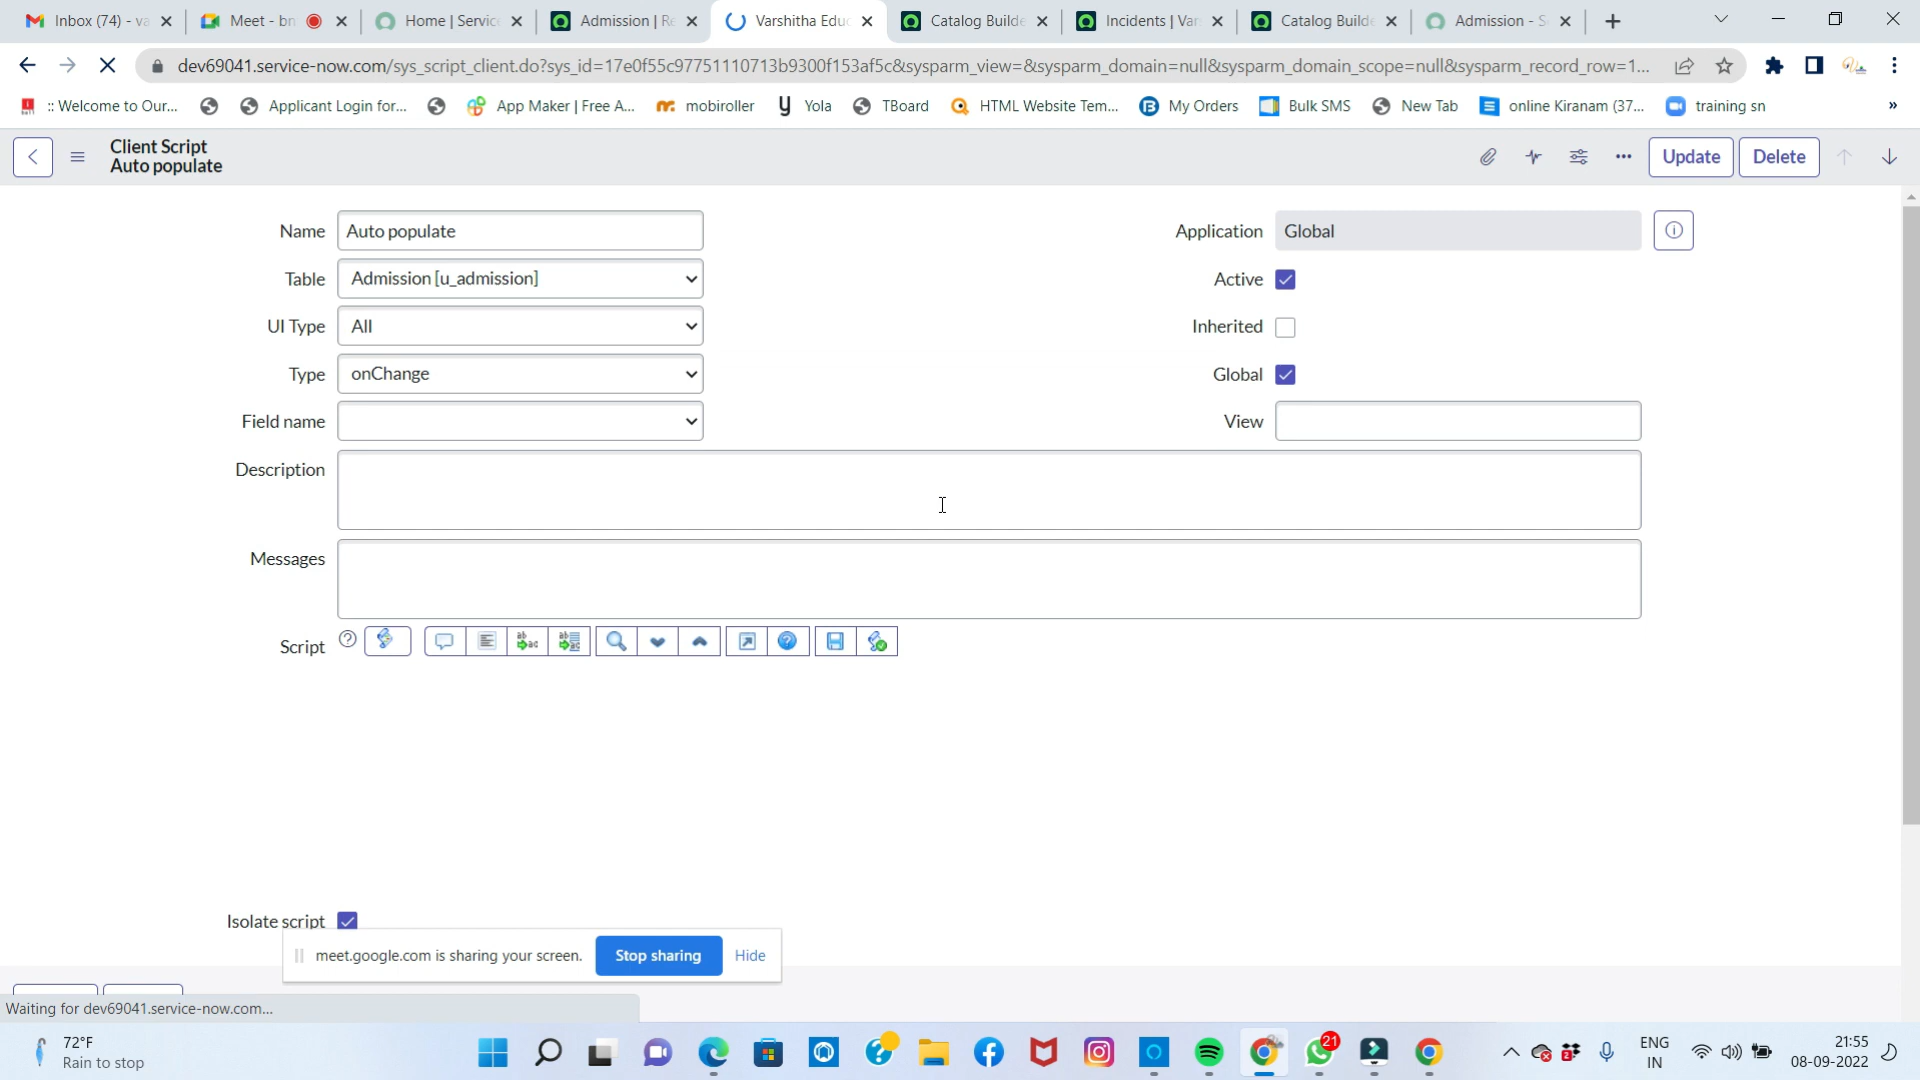 Inbox (74) - va
Meet - bn
Home | Servic
Admission | Re
Varshitha Educ
Catalog Builde
Incidents | Var
Catalog Builde
Admission - S
dev69041.service-now.com/sys_script_client.do?sys_id=17e0f55c97751110713b9300f153af5c&sysparm_view=&sysparm_domain=null&sysparm_domain_scope=null&sysparm_record_row=1...
:: Welcome to Our...
Applicant Login for...
App Maker | Free A...
mobiroller
Yola
TBoard
HTML Website Tem...
My Orders
Bulk SMS
New Tab
online Kiranam (37...
training sn
»
Client Script
Auto populate
Update
Delete
Name
Auto populate
Application
Global
Table
Admission [u_admission]
Active
UI Type
All
Inherited
Type
onChange
Global
Field name
View
Description
Messages
Script
Isolate script
meet.google.com is sharing your screen.
Stop sharing
Hide
Waiting for dev69041.service-now.com...
72°F
Rain to stop
21
ENG
IN
21:55
08-09-2022